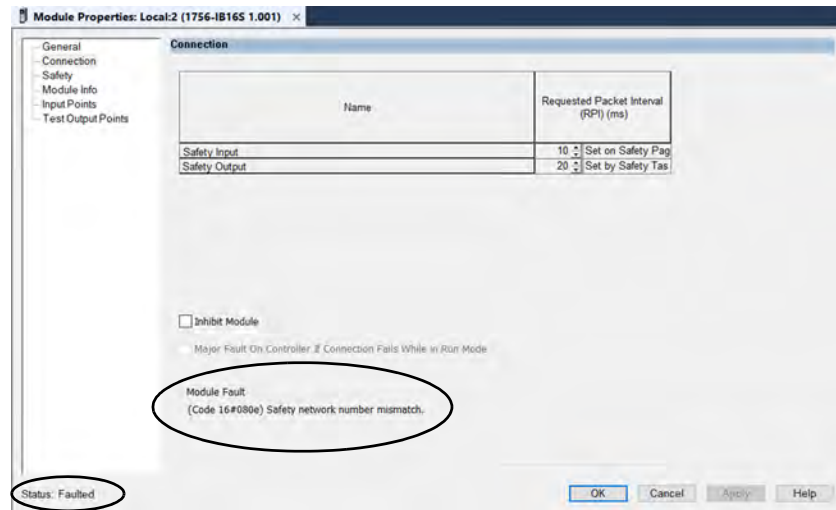 Module Properties: Local:2 (1756-IB16S 1.001) ×
General
Connection
Safety
Module Info
Input Points
Test Output Points
Connection
Name
Requested Packet Interval
(RPI) (ms)
Safety Input 10 Set on Safety Pag
Safety Output 20 Set by Safety Tas
Inhibit Module
Major Fault On Controller If Connection Fails While in Run Mode
Module Fault
(Code 16#080e) Safety network number mismatch.
Status: Faulted
OK Cancel Apply Help